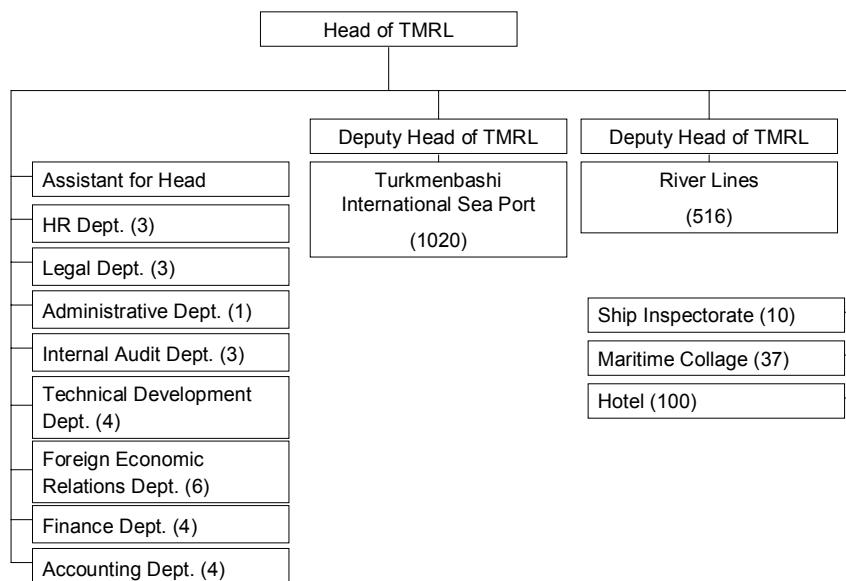 Head of TMRL
Deputy Head of TMRL
Deputy Head of TMRL
Assistant for Head
Turkmenbashi
International Sea Port
(1020)
River Lines
(516)
HR Dept. (3)
Legal Dept. (3)
Administrative Dept. (1)
Internal Audit Dept. (3)
Technical Development
Dept. (4)
Foreign Economic
Relations Dept. (6)
Finance Dept. (4)
Accounting Dept. (4)
Ship Inspectorate (10)
Maritime Collage (37)
Hotel (100)